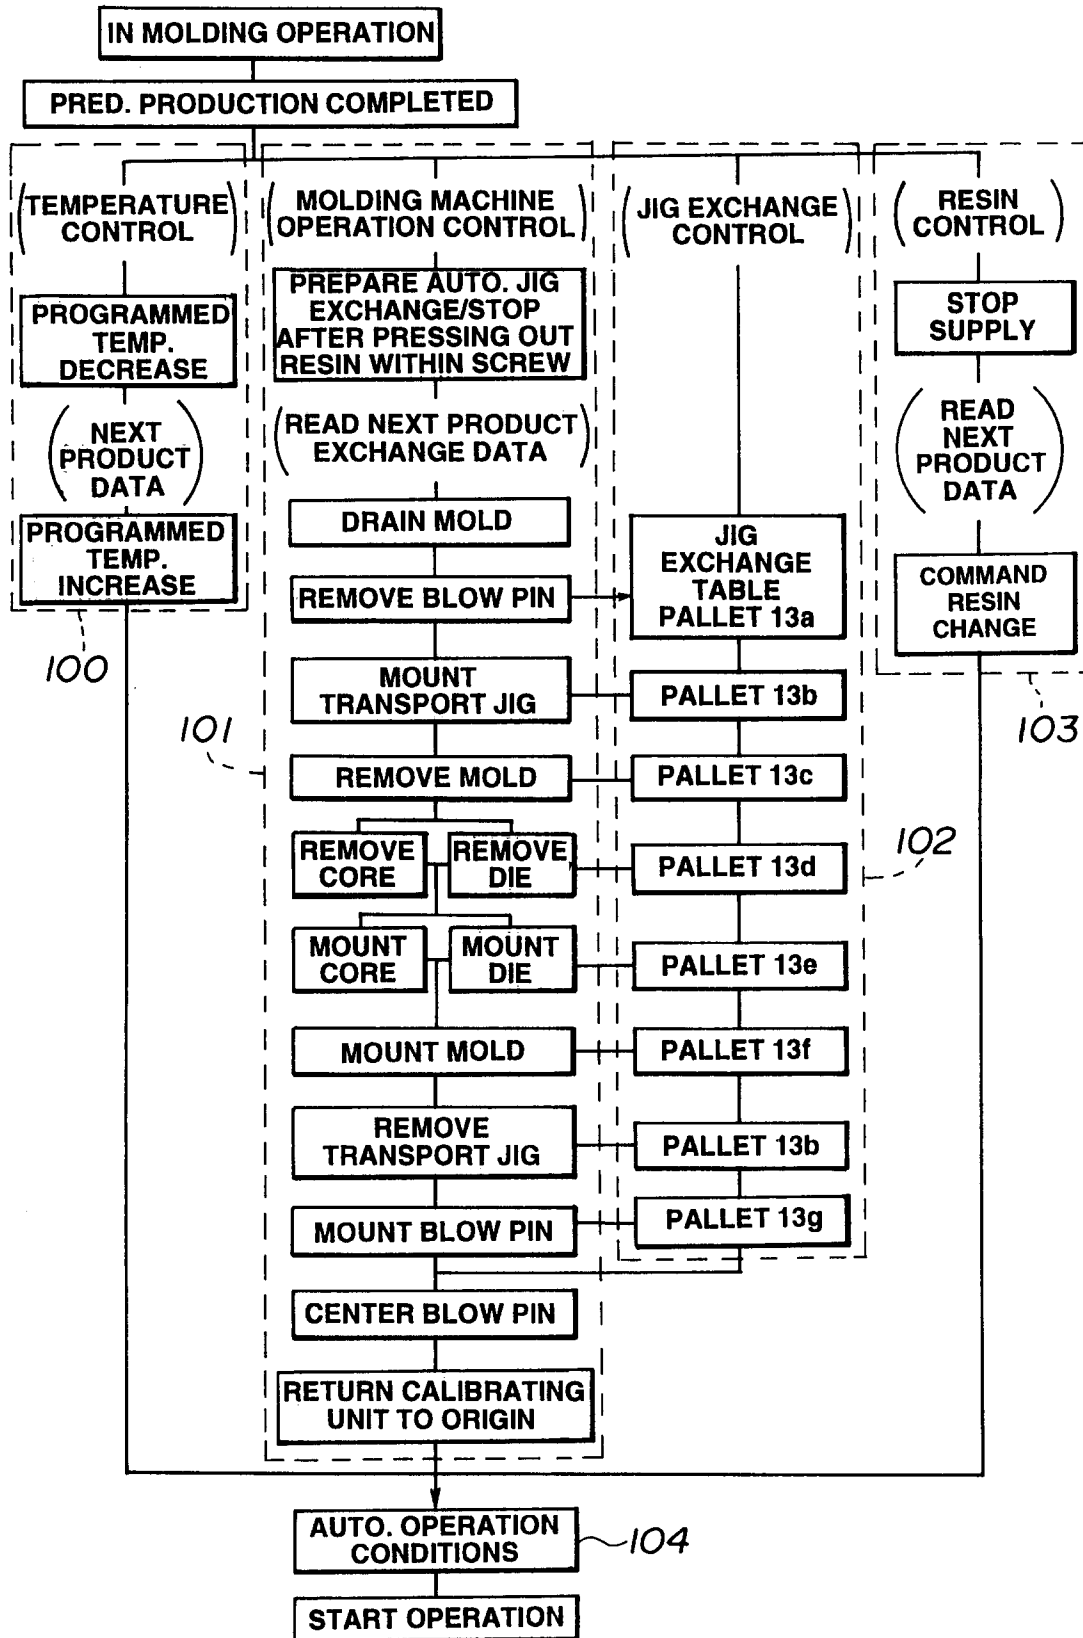 IN MOLDING OPERATION
PRED. PRODUCTION COMPLETED
(TEMPERATURE
CONTROL)
PROGRAMMED
TEMP.
DECREASE
(NEXT
PRODUCT
DATA)
PROGRAMMED
TEMP.
INCREASE
100
(MOLDING MACHINE
OPERATION CONTROL)
PREPARE AUTO. JIG
EXCHANGE/STOP
AFTER PRESSING OUT
RESIN WITHIN SCREW
(READ NEXT PRODUCT
EXCHANGE DATA)
DRAIN MOLD
REMOVE BLOW PIN
MOUNT
TRANSPORT JIG
101
REMOVE MOLD
REMOVE
CORE
REMOVE
DIE
MOUNT
CORE
MOUNT
DIE
MOUNT MOLD
REMOVE
TRANSPORT JIG
MOUNT BLOW PIN
CENTER BLOW PIN
RETURN CALIBRATING
UNIT TO ORIGIN
(JIG EXCHANGE
CONTROL)
JIG
EXCHANGE
TABLE
PALLET 13a
PALLET 13b
PALLET 13c
PALLET 13d
102
PALLET 13e
PALLET 13f
PALLET 13b
PALLET 13g
(RESIN
CONTROL)
STOP
SUPPLY
(READ
NEXT
PRODUCT
DATA)
COMMAND
RESIN
CHANGE
103
AUTO. OPERATION
CONDITIONS
104
START OPERATION